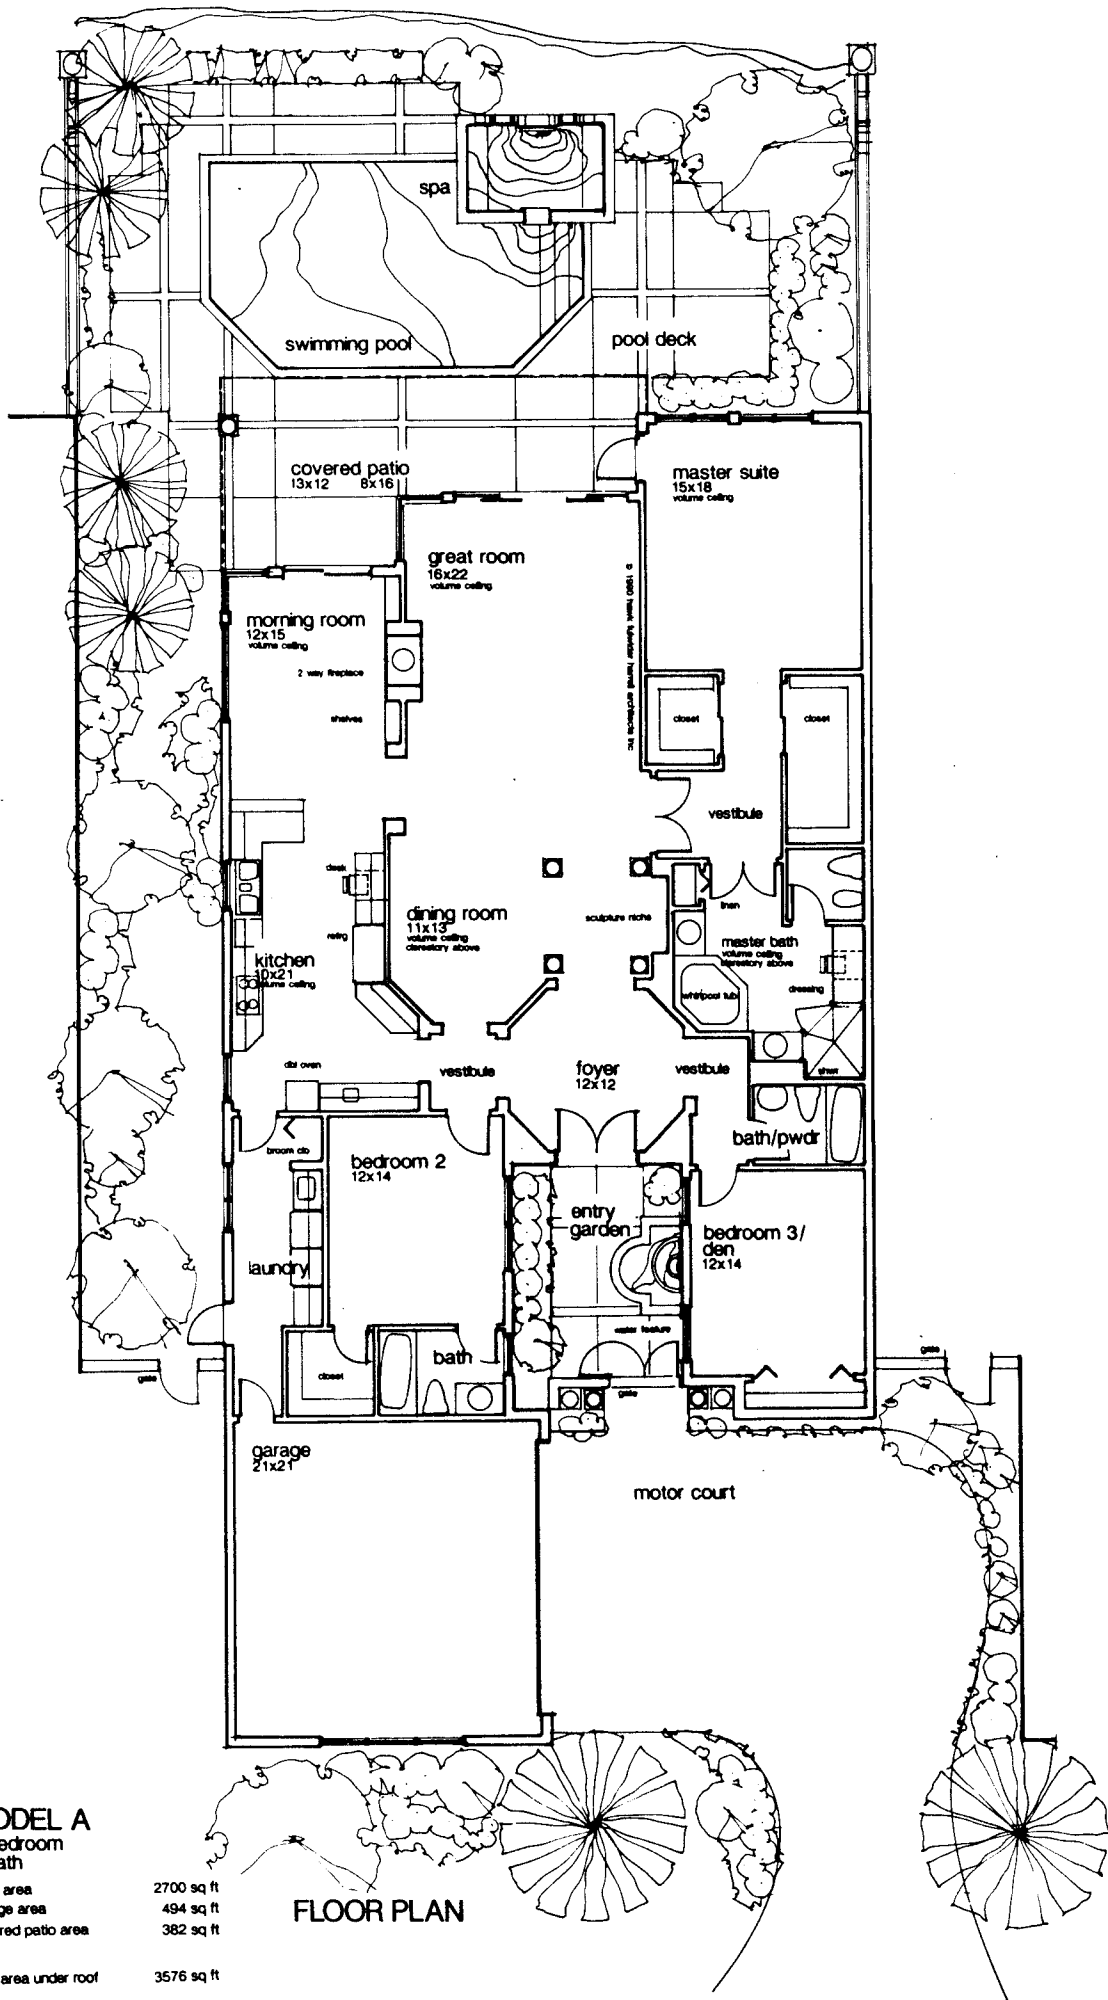 spa
swimming pool
pool deck
covered patio
13x12 8x16
master suite
15x18
volume ceiling
great room
16x22
volume ceiling
morning room
12x15
volume ceiling
2 way fireplace
shelves
closet
closet
vestibule
desk
refrg
dining room
11x13
volume ceiling
clerestory above
sculpture niche
linen
master bath
volume ceiling
clerestory above
dressing
whirlpool tub
shwr
kitchen
10x21
volume ceiling
dbl oven
vestibule
foyer
12x12
vestibule
bath/pwdr
broom clo
bedroom 2
12x14
entry
garden
bedroom 3/
den
12x14
laundry
water feature
bath
closet
gate
gate
gate
garage
21x21
motor court
ODEL A
edroom
ath
area 2700 sq ft
ge area 494 sq ft
red patio area 382 sq ft
area under roof 3576 sq ft
FLOOR PLAN